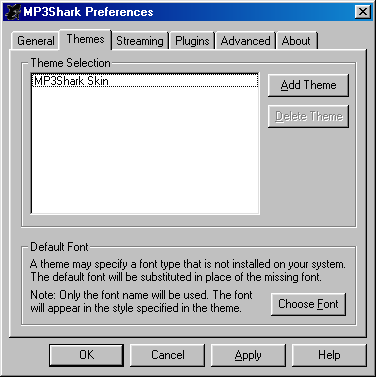 MP3Shark Preferences
General Themes Streaming Plugins Advanced About
Theme Selection
MP3Shark Skin
Add Theme
Delete Theme
Default Font
A theme may specify a font type that is not installed on your system.
The default font will be substituted in place of the missing font.
Note: Only the font name will be used. The font
will appear in the style specified in the theme.
Choose Font
OK Cancel Apply Help